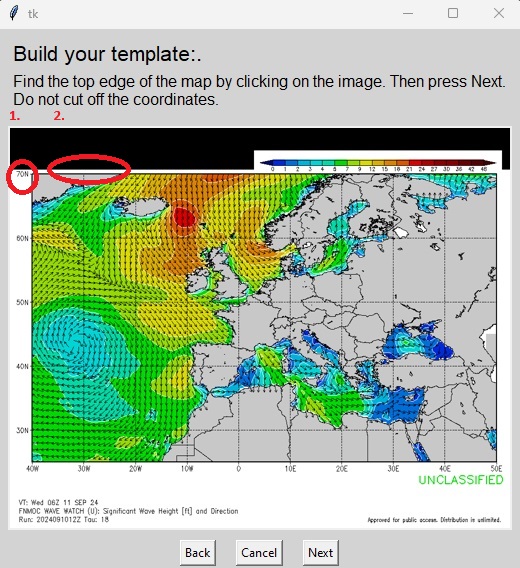 tk
Build your template:.
Find the top edge of the map by clicking on the image. Then press Next.
Do not cut off the coordinates.
1. 2.
0 1 2 3 5 6 7 8 9 12 15 18 21 24 27 30 36 42 48
70N
60N
50N
40N
30N
40W 30W 20W 10W 0 10E 20E 30E 40E 50E
UNCLASSIFIED
VT: Wed 06Z 11 SEP 24
FNMOC WAVE WATCH (U): Significant Wave Height [ft] and Direction
Run: 2024091012Z Tau: 18
Approved for public access. Distribution is unlimited.
Back Cancel Next